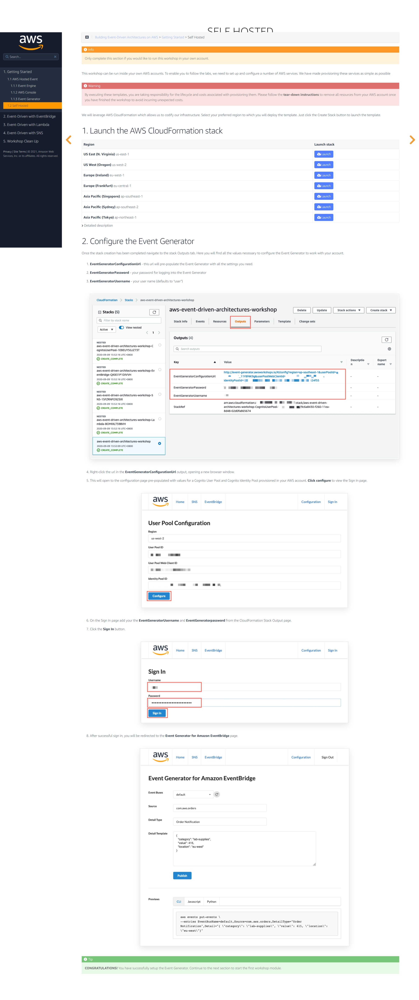 SELF HOSTED
aws
Search...
1. Getting Started
1.1 AWS Hosted Event
1.1.1 Event Engine
1.1.2 AWS Console
1.1.3 Event Generator
1.2 Self Hosted
2. Event-Driven with EventBridge
3. Event-Driven with Lambda
4. Event-Driven with SNS
5. Workshop Clean Up
Privacy | Site Terms | © 2021, Amazon Web
Services, Inc. or its affiliates. All rights reserved.
Building Event-Driven Architectures on AWS > Getting Started > Self Hosted
Info
Only complete this section if you would like to run this workshop in your own account.
This workshop can be run inside your own AWS accounts. To enable you to follow the labs, we need to set up and configure a number of AWS services. We have made provisioning these services as simple as possible
Warning
By executing these templates, you are taking responsibility for the lifecycle and costs associated with provisioning them. Please follow the tear-down instructions to remove all resources from your AWS account once
you have finished the workshop to avoid incurring unexpected costs.
We will leverage AWS CloudFormation which allows us to codify our infrastructure. Select your preferred region to which you will deploy the template. Just click the Create Stack button to launch the template.
1. Launch the AWS CloudFormation stack
Region Launch stack
US East (N. Virginia) us-east-1 Launch
US West (Oregon) us-west-2 Launch
Europe (Ireland) eu-west-1 Launch
Europe (Frankfurt) eu-central-1 Launch
Asia Pacific (Singapore) ap-southeast-1 Launch
Asia Pacific (Sydney) ap-southeast-2 Launch
Asia Pacific (Tokyo) ap-northeast-1 Launch
Detailed description
2. Configure the Event Generator
Once the stack creation has been completed navigate to the stack Outputs tab. Here you will find all the values necessary to configure the Event Generator to work with your account.
1. EventGeneratorConfigurationUrl - this url will pre-populate the Event Generator with all the settings you need.
2. EventGeneratorPassword - your password for logging into the Event Generator
3. EventGeneratorUsername - your user name (defaults to "user")
CloudFormation > Stacks > aws-event-driven-architectures-workshop
Stacks (5)
Filter by stack name
Active View nested
< 1 >
NESTED
aws-event-driven-architectures-workshop-C
ognitoUserPool-1EBEUY5GJZ73T
2020-09-09 13:52:16 UTC+0800
CREATE_COMPLETE
NESTED
aws-event-driven-architectures-workshop-Ev
entBridge-QKB31P1DIVVH
2020-09-09 13:52:16 UTC+0800
CREATE_COMPLETE
NESTED
aws-event-driven-architectures-workshop-S
NS-1SFZRNFO925IX
2020-09-09 13:52:16 UTC+0800
CREATE_COMPLETE
NESTED
aws-event-driven-architectures-workshop-La
mbda-BOMIXLT59BVH
2020-09-09 13:52:16 UTC+0800
CREATE_COMPLETE
aws-event-driven-architectures-workshop
2020-09-09 13:52:09 UTC+0800
CREATE_COMPLETE
aws-event-driven-architectures-workshop Delete Update Stack actions Create stack
Stack info Events Resources Outputs Parameters Template Change sets
Outputs (4)
Search outputs
Key Value Descriptio
n Export
name
EventGeneratorConfigurationUrl http://event-generator.awsworkshops.io/#/config?region=ap-southeast-1&userPoolId=
_11YBf4K9g&userPoolWebClientId=
identityPoolId= 24f55 - -
EventGeneratorPassword - -
EventGeneratorUsername - -
StackRef arn:aws:cloudformation: :stack/aws-event-driven-
architectures-workshop-CognitoUserPool- /9c6a8430-f260-11ea-
8d48-02d0fa865674 - -
4. Right-click the url in the EventGeneratorConfigurationUrl output, opening a new browser window.
5. This will open to the configuration page pre-populated with values for a Cognito User Pool and Cognito Identity Pool provisioned in your AWS account. Click configure to view the Sign In page.
aws Home SNS EventBridge Configuration Sign In
User Pool Configuration
Region
us-west-2
User Pool ID
User Pool Web Client ID
Identity Pool ID
Configure
6. On the Sign In page add your the EventGeneratorUsername and EventGeneratorpassword from the CloudFormation Stack Output page.
7. Click the Sign In button.
aws Home SNS EventBridge Configuration Sign In
Sign In
Username
Password
Sign In
8. After successful sign in, you will be redirected to the Event Generator for Amazon EventBridge page.
aws Home SNS EventBridge Configuration Sign Out
Event Generator for Amazon EventBridge
Event Buses default
Source com.aws.orders
Detail Type Order Notification
Detail Template {
"category": "lab-supplies",
"value": 415,
"location": "eu-west"
}
Publish
Previews CLI Javascript Python
aws events put-events \
--entries EventBusName=default,Source=com.aws.orders,DetailType="Order
Notification",Detail="{ \"category\": \"lab-supplies\", \"value\": 415, \"location\":
\"eu-west\"}"
Tip
CONGRATULATIONS! You have successfully setup the Event Generator. Continue to the next section to start the first workshop module.